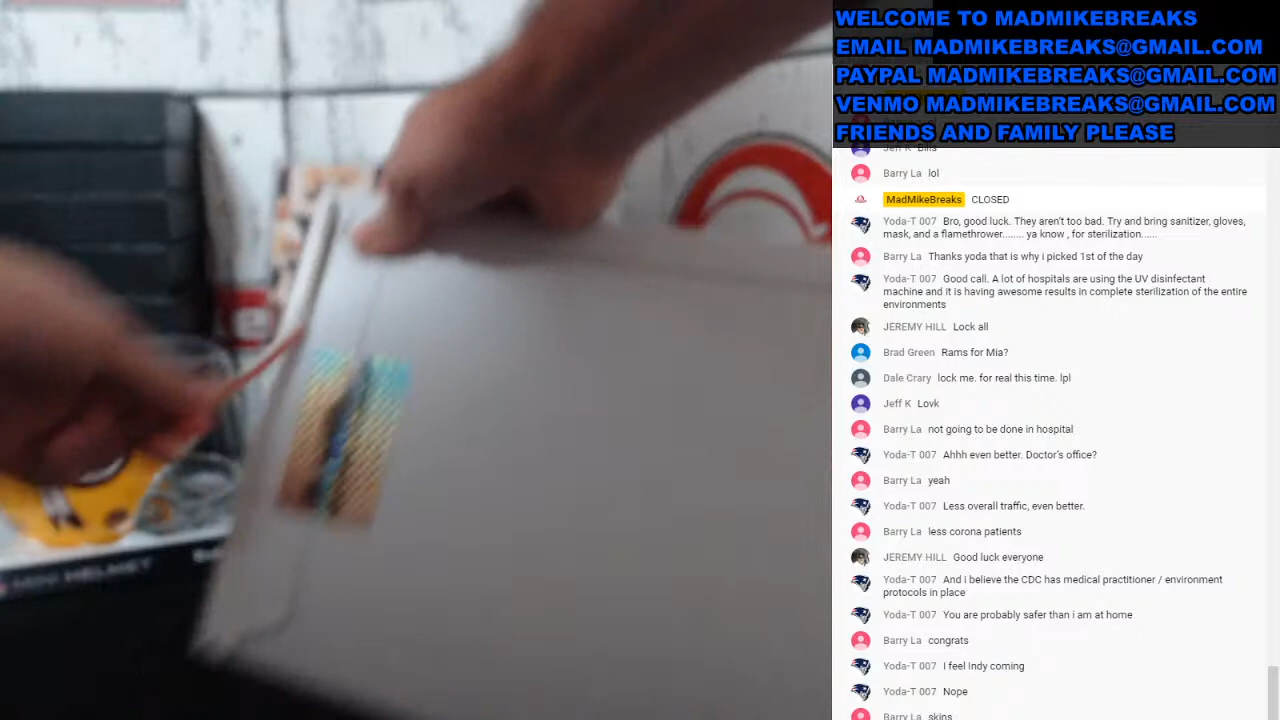 WELCOME TO MADMIKEBREAKS
EMAIL MADMIKEBREAKS@GMAIL.COM
PAYPAL MADMIKEBREAKS@GMAIL.COM
VENMO MADMIKEBREAKS@GMAIL.COM
FRIENDS AND FAMILY PLEASE
Jeff K Bills
Barry La lol
MadMikeBreaks CLOSED
Yoda-T 007 Bro, good luck. They aren't too bad. Try and bring sanitizer, gloves,
mask, and a flamethrower........ ya know , for sterilization......
Barry La Thanks yoda that is why i picked 1st of the day
Yoda-T 007 Good call. A lot of hospitals are using the UV disinfectant
machine and it is having awesome results in complete sterilization of the entire
environments
JEREMY HILL Lock all
Brad Green Rams for Mia?
Dale Crary lock me. for real this time. lpl
Jeff K Lovk
Barry La not going to be done in hospital
Yoda-T 007 Ahhh even better. Doctor's office?
Barry La yeah
Yoda-T 007 Less overall traffic, even better.
Barry La less corona patients
JEREMY HILL Good luck everyone
Yoda-T 007 And i believe the CDC has medical practitioner / environment
protocols in place
Yoda-T 007 You are probably safer than i am at home
Barry La congrats
Yoda-T 007 I feel Indy coming
Yoda-T 007 Nope
Barry La skins
MINI HELMET